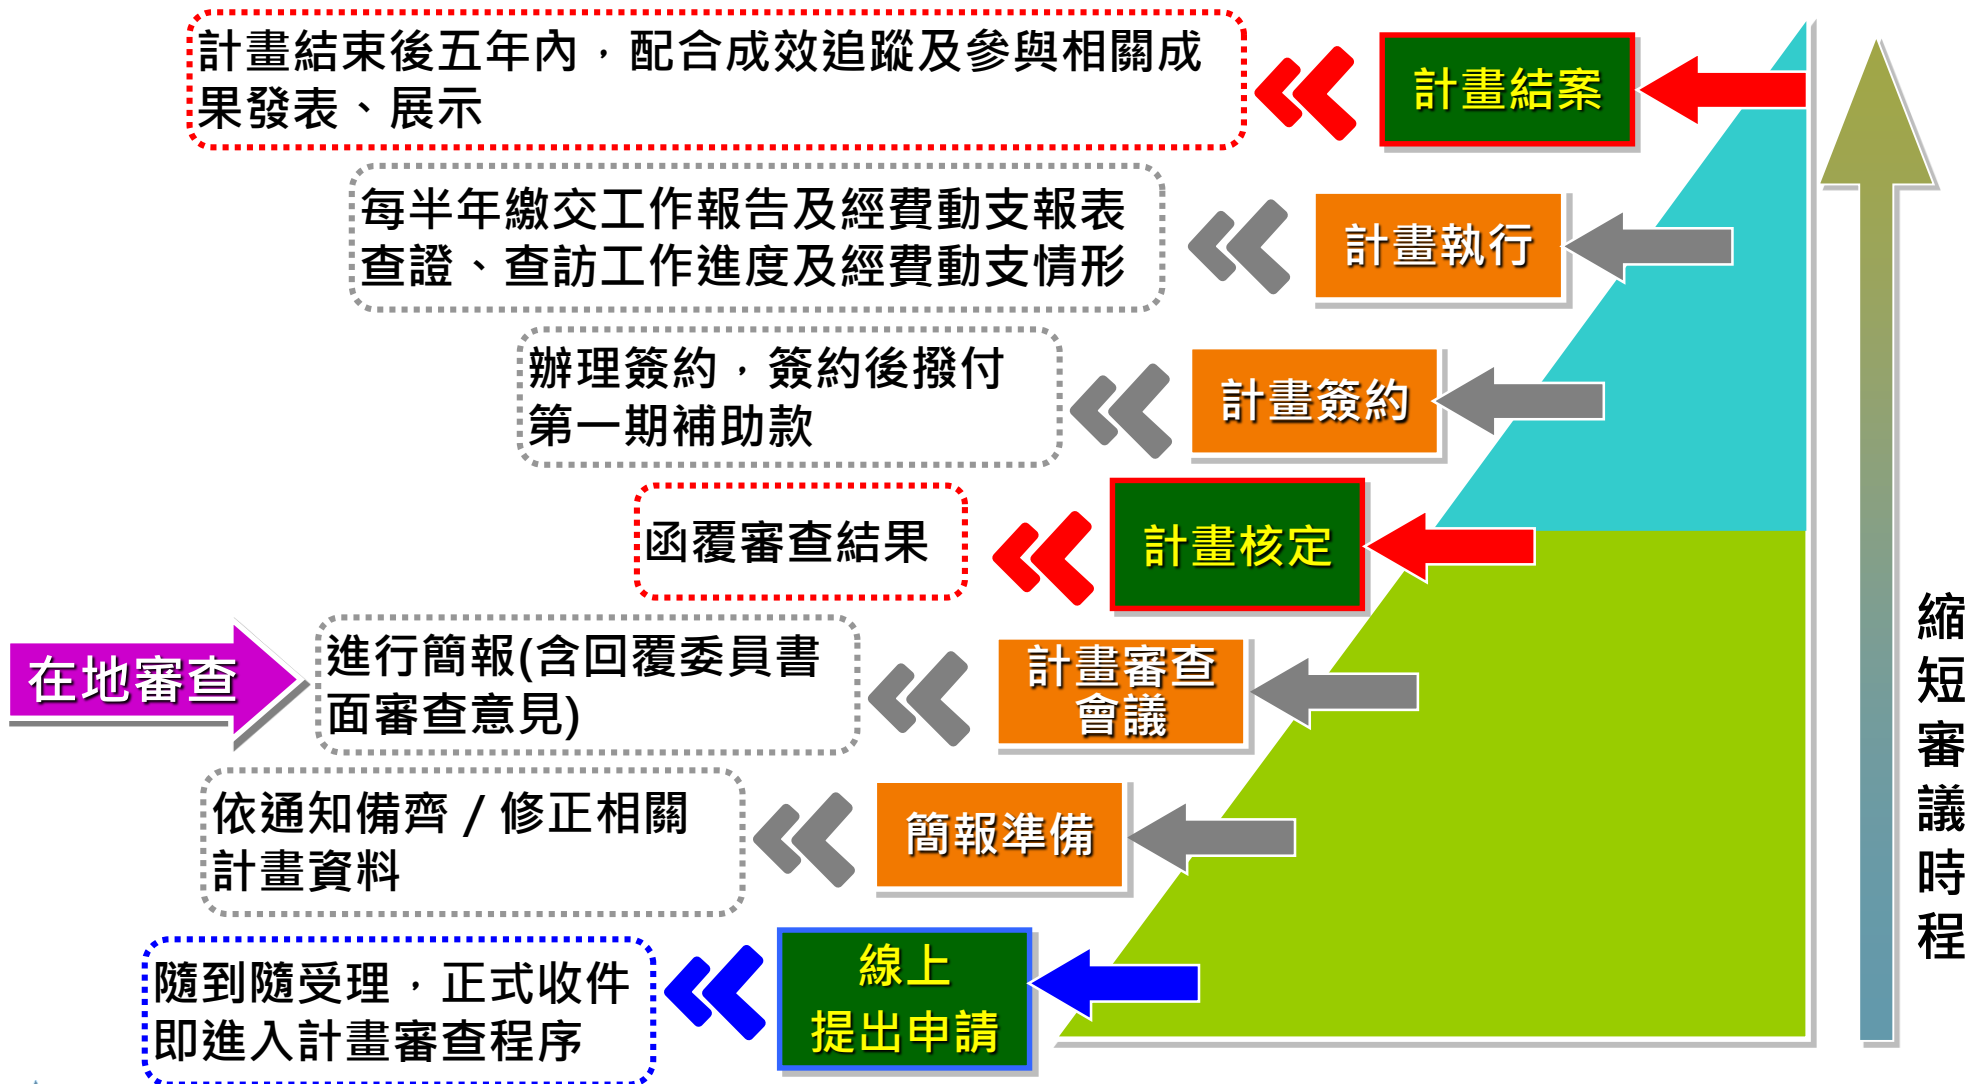 計畫結束後五年內，配合成效追蹤及參與相關成
果發表、展示
計畫結案
每半年繳交工作報告及經費動支報表
查證、查訪工作進度及經費動支情形
計畫執行
辦理簽約，簽約後撥付
第一期補助款
計畫簽約
函覆審查結果
計畫核定
在地審查
進行簡報(含回覆委員書
面審查意見)
計畫審查
會議
依通知備齊／修正相關
計畫資料
簡報準備
隨到隨受理，正式收件
即進入計畫審查程序
線上
提出申請
縮短審議時程